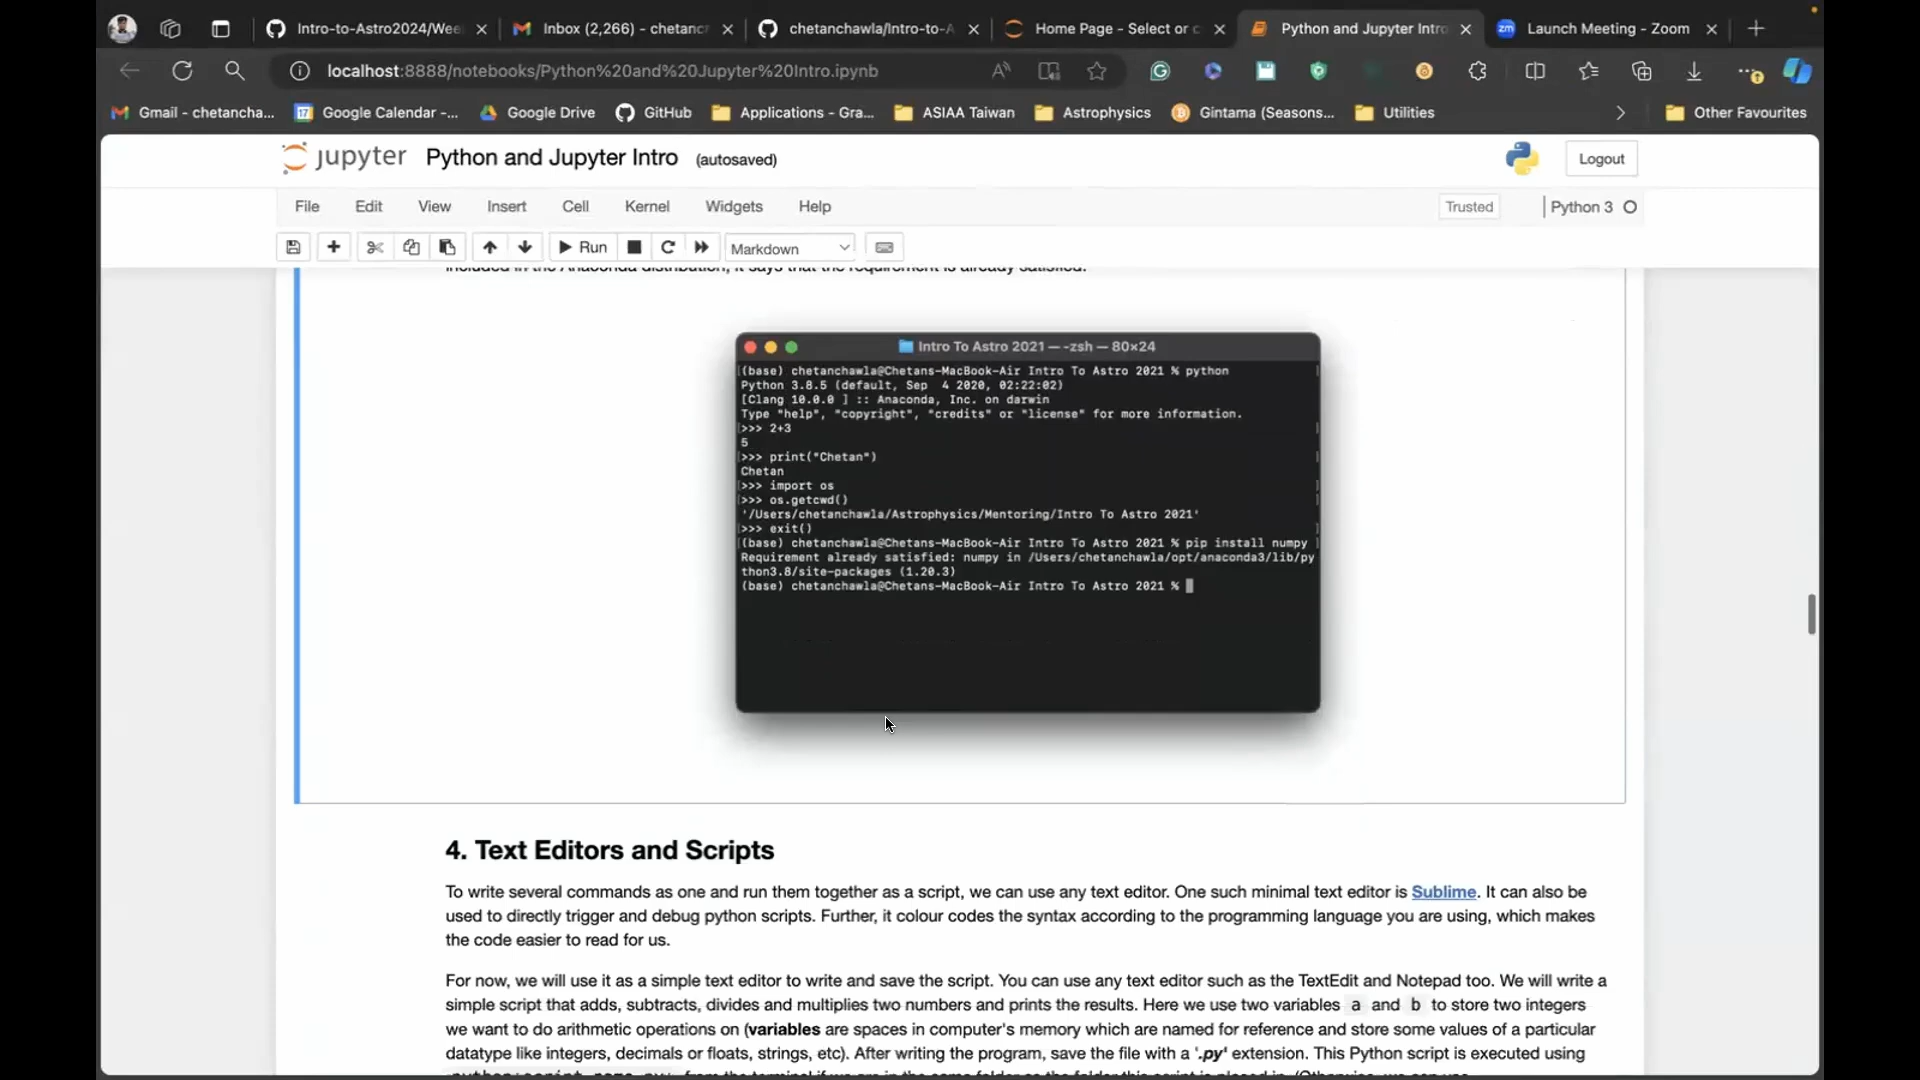 Intro-to-Astro2024/Wee
Inbox (2,266) - chetanc
chetanchawla/Intro-to-A
Home Page - Select or c
Python and Jupyter Intro
zm Launch Meeting - Zoom
localhost:8888/notebooks/Python%20and%20Jupyter%20Intro.ipynb
Gmail - chetancha...
Google Calendar -...
Google Drive
GitHub
Applications - Gra...
ASIAA Taiwan
Astrophysics
Gintama (Seasons...
Utilities
Other Favourites
jupyter Python and Jupyter Intro (autosaved)
Logout
File Edit View Insert Cell Kernel Widgets Help
Trusted
Python 3
Run
Markdown
included in the Anaconda distribution, it says that the requirement is already satisfied.
Intro To Astro 2021 — -zsh — 80×24
(base) chetanchawla@Chetans-MacBook-Air Intro To Astro 2021 % python
Python 3.8.5 (default, Sep  4 2020, 02:22:02)
[Clang 10.0.0 ] :: Anaconda, Inc. on darwin
Type "help", "copyright", "credits" or "license" for more information.
>>> 2+3
5
>>> print("Chetan")
Chetan
>>> import os
>>> os.getcwd()
'/Users/chetanchawla/Astrophysics/Mentoring/Intro To Astro 2021'
>>> exit()
(base) chetanchawla@Chetans-MacBook-Air Intro To Astro 2021 % pip install numpy
Requirement already satisfied: numpy in /Users/chetanchawla/opt/anaconda3/lib/py
thon3.8/site-packages (1.20.3)
(base) chetanchawla@Chetans-MacBook-Air Intro To Astro 2021 %
4. Text Editors and Scripts
To write several commands as one and run them together as a script, we can use any text editor. One such minimal text editor is Sublime. It can also be
used to directly trigger and debug python scripts. Further, it colour codes the syntax according to the programming language you are using, which makes
the code easier to read for us.
For now, we will use it as a simple text editor to write and save the script. You can use any text editor such as the TextEdit and Notepad too. We will write a
simple script that adds, subtracts, divides and multiplies two numbers and prints the results. Here we use two variables a and b to store two integers
we want to do arithmetic operations on (variables are spaces in computer's memory which are named for reference and store some values of a particular
datatype like integers, decimals or floats, strings, etc). After writing the program, save the file with a '.py' extension. This Python script is executed using